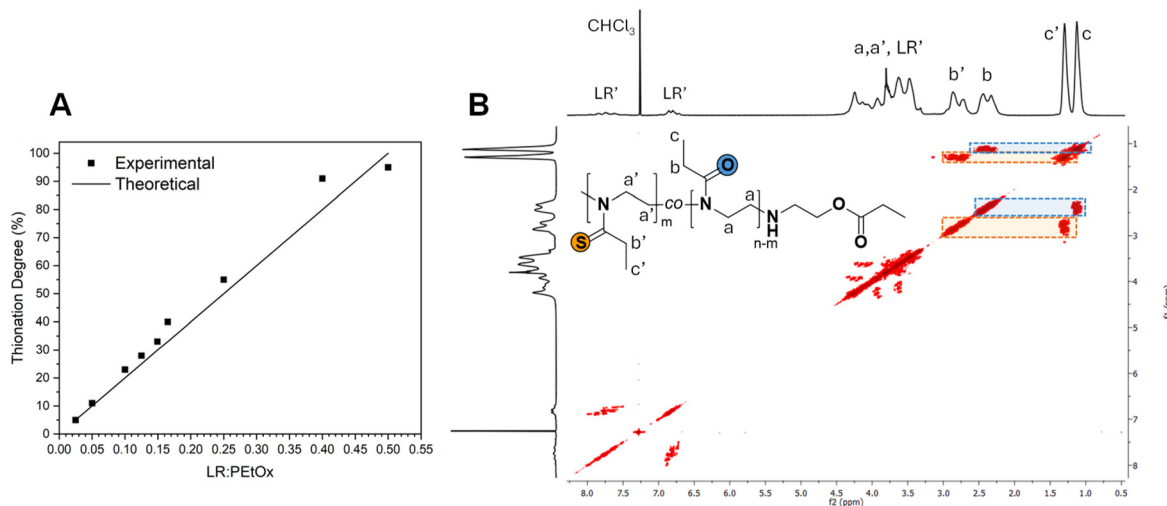 A
Experimental
Theoretical
Thionation Degree (%)
100
90
80
70
60
50
40
30
20
10
0
0.00 0.05 0.10 0.15 0.20 0.25 0.30 0.35 0.40 0.45 0.50 0.55
LR:PEtOx
B
CHCl3
LR’
LR’
a,a’, LR’
b’
b
c’
c
c
b
O
a’
a’
N
m
co
N
a
a
N
H
n-m
O
O
S
b’
c’
1
2
3
4
5
6
7
8
8.0 7.5 7.0 6.5 6.0 5.5 5.0 4.5 4.0 3.5 3.0 2.5 2.0 1.5 1.0 0.5
f2 (ppm)